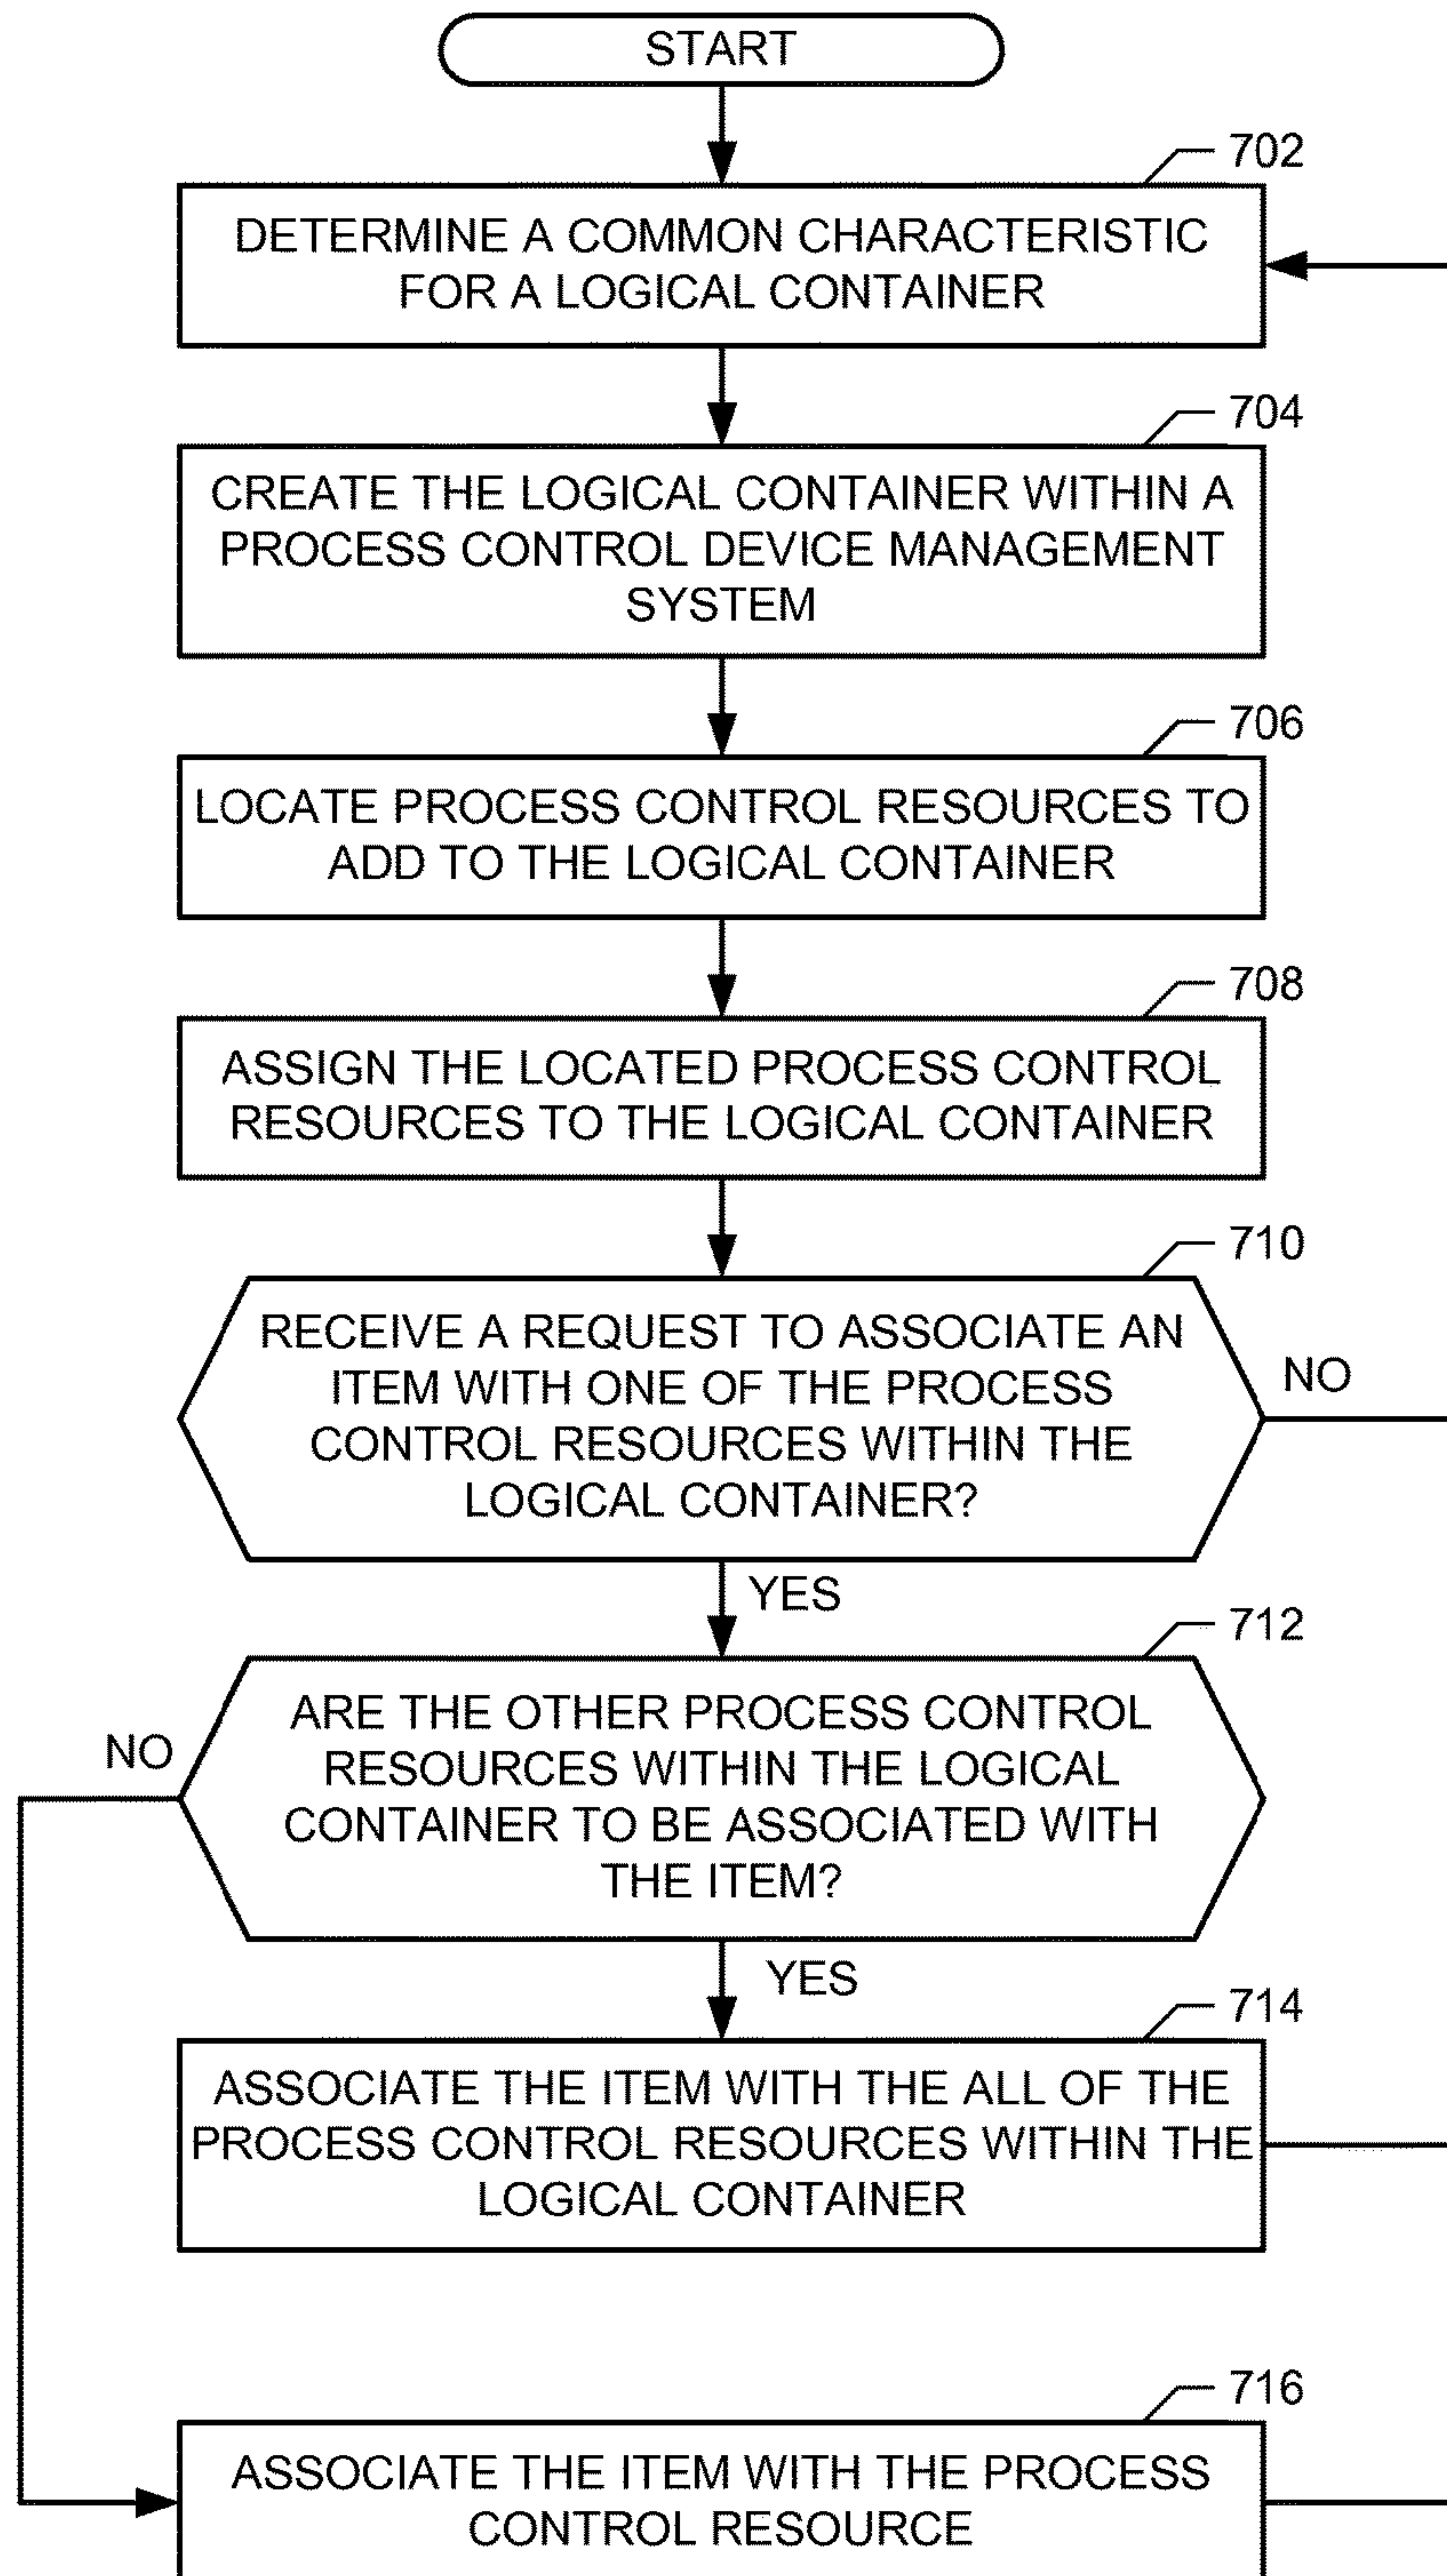 START
702
DETERMINE A COMMON CHARACTERISTIC
FOR A LOGICAL CONTAINER
704
CREATE THE LOGICAL CONTAINER WITHIN A
PROCESS CONTROL DEVICE MANAGEMENT
SYSTEM
706
LOCATE PROCESS CONTROL RESOURCES TO
ADD TO THE LOGICAL CONTAINER
708
ASSIGN THE LOCATED PROCESS CONTROL
RESOURCES TO THE LOGICAL CONTAINER
710
RECEIVE A REQUEST TO ASSOCIATE AN
ITEM WITH ONE OF THE PROCESS
CONTROL RESOURCES WITHIN THE
LOGICAL CONTAINER?
NO
YES
712
ARE THE OTHER PROCESS CONTROL
RESOURCES WITHIN THE LOGICAL
CONTAINER TO BE ASSOCIATED WITH
THE ITEM?
NO
YES
714
ASSOCIATE THE ITEM WITH THE ALL OF THE
PROCESS CONTROL RESOURCES WITHIN THE
LOGICAL CONTAINER
716
ASSOCIATE THE ITEM WITH THE PROCESS
CONTROL RESOURCE